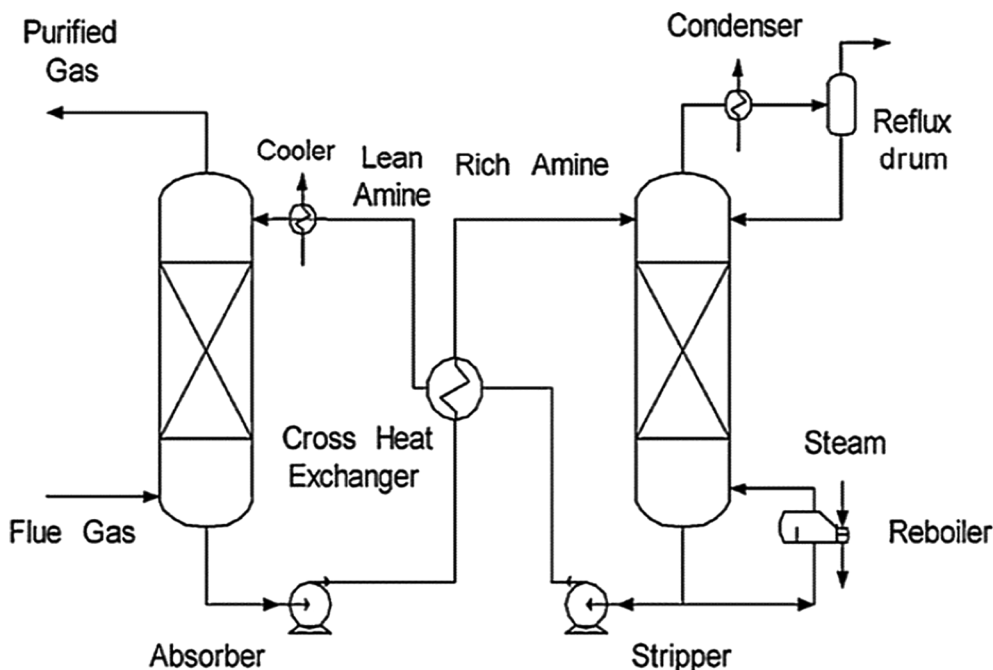 Purified
Gas
Condenser
Reflux
drum
Cooler
Lean
Amine
Rich Amine
Cross Heat
Exchanger
Steam
Flue Gas
Reboiler
Absorber
Stripper